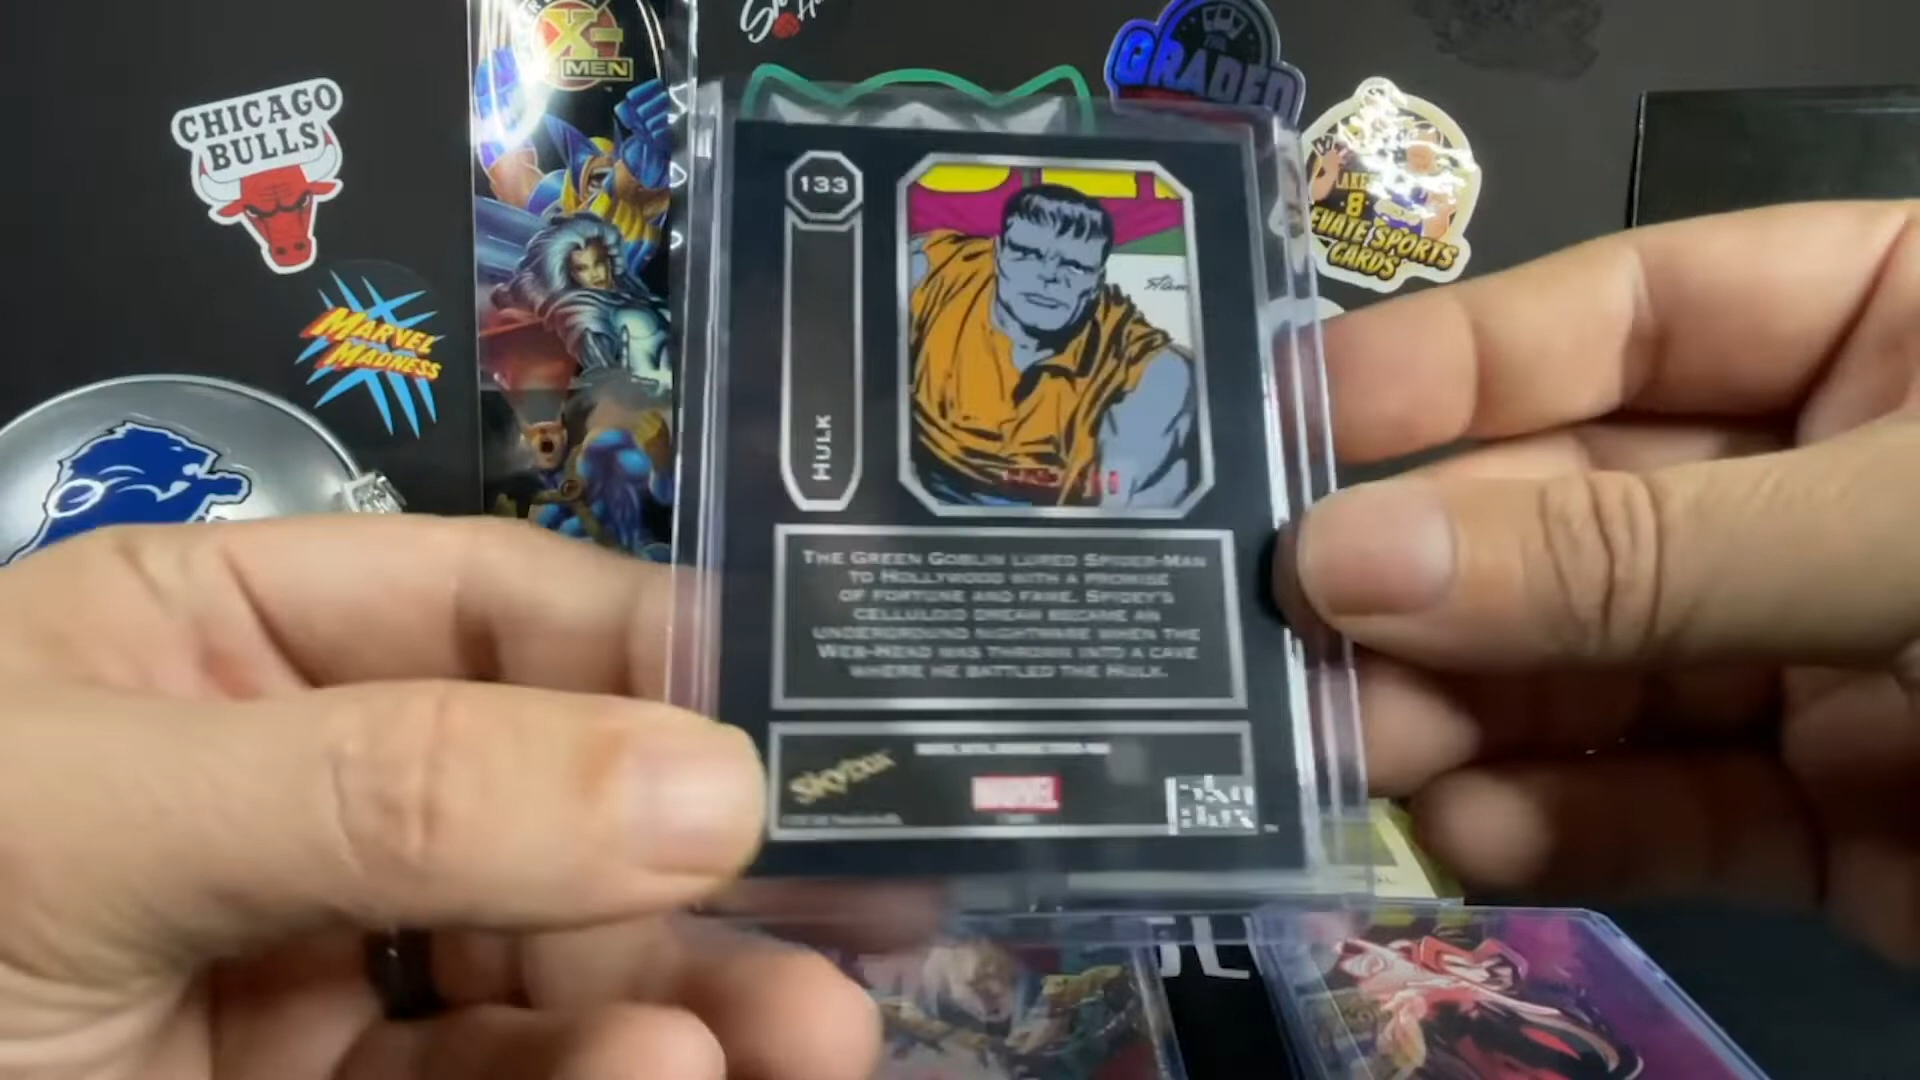 X-
MEN
GRADED
CHICAGO
BULLS
LAKE
8
EVATE SPORTS
CARDS
MARVEL
MADNESS
133
HULK
THE GREEN GOBLIN LURED SPIDER-MAN
TO HOLLYWOOD WITH A PROMISE
OF FORTUNE AND FAME. SPIDEY'S
CELLULOID DREAM BECAME AN
UNDERGROUND NIGHTMARE WHEN THE
WEB-HEAD WAS THROWN INTO A CAVE
WHERE HE BATTLED THE HULK.
SKYBOX
MARVEL